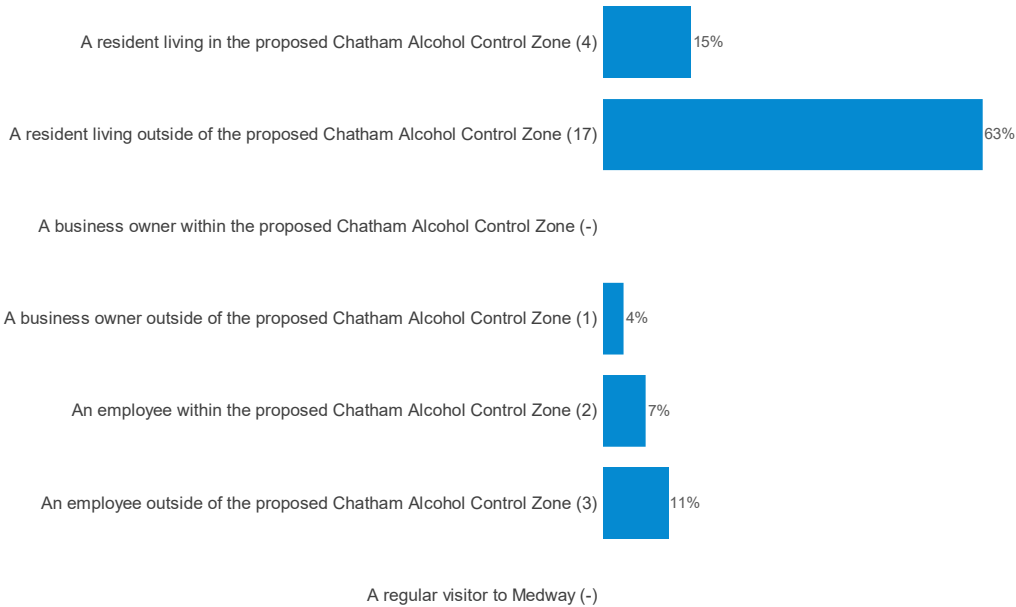 A resident living in the proposed Chatham Alcohol Control Zone (4) 15%
A resident living outside of the proposed Chatham Alcohol Control Zone (17) 63%
A business owner within the proposed Chatham Alcohol Control Zone (-)
A business owner outside of the proposed Chatham Alcohol Control Zone (1) 4%
An employee within the proposed Chatham Alcohol Control Zone (2) 7%
An employee outside of the proposed Chatham Alcohol Control Zone (3) 11%
A regular visitor to Medway (-)